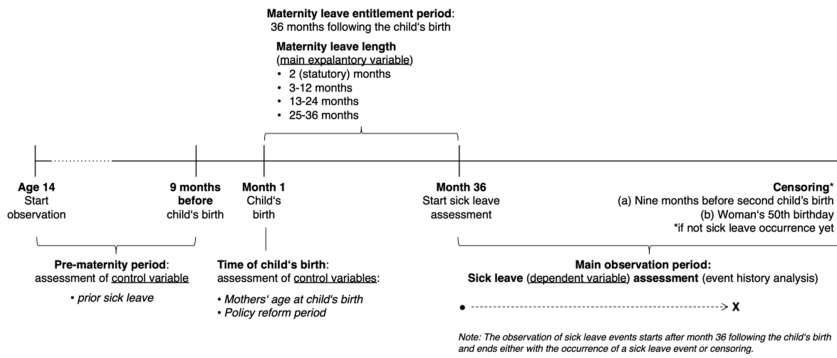 Maternity leave entitlement period:
36 months following the child's birth
Maternity leave length
(main expalantory variable)
• 2 (statutory) months
• 3-12 months
• 13-24 months
• 25-36 months
Age 14
Start
observation
9 months
before
child's birth
Month 1
Child's
birth
Month 36
Start sick leave
assessment
Censoring*
(a) Nine months before second child's birth
(b) Woman's 50th birthday
*if not sick leave occurrence yet
Pre-maternity period:
assessment of control variable
• prior sick leave
Time of child's birth:
assessment of control variables:
• Mothers' age at child's birth
• Policy reform period
Main observation period:
Sick leave (dependent variable) assessment (event history analysis)
X
Note: The observation of sick leave events starts after month 36 following the child's birth
and ends either with the occurrence of a sick leave event or censoring.